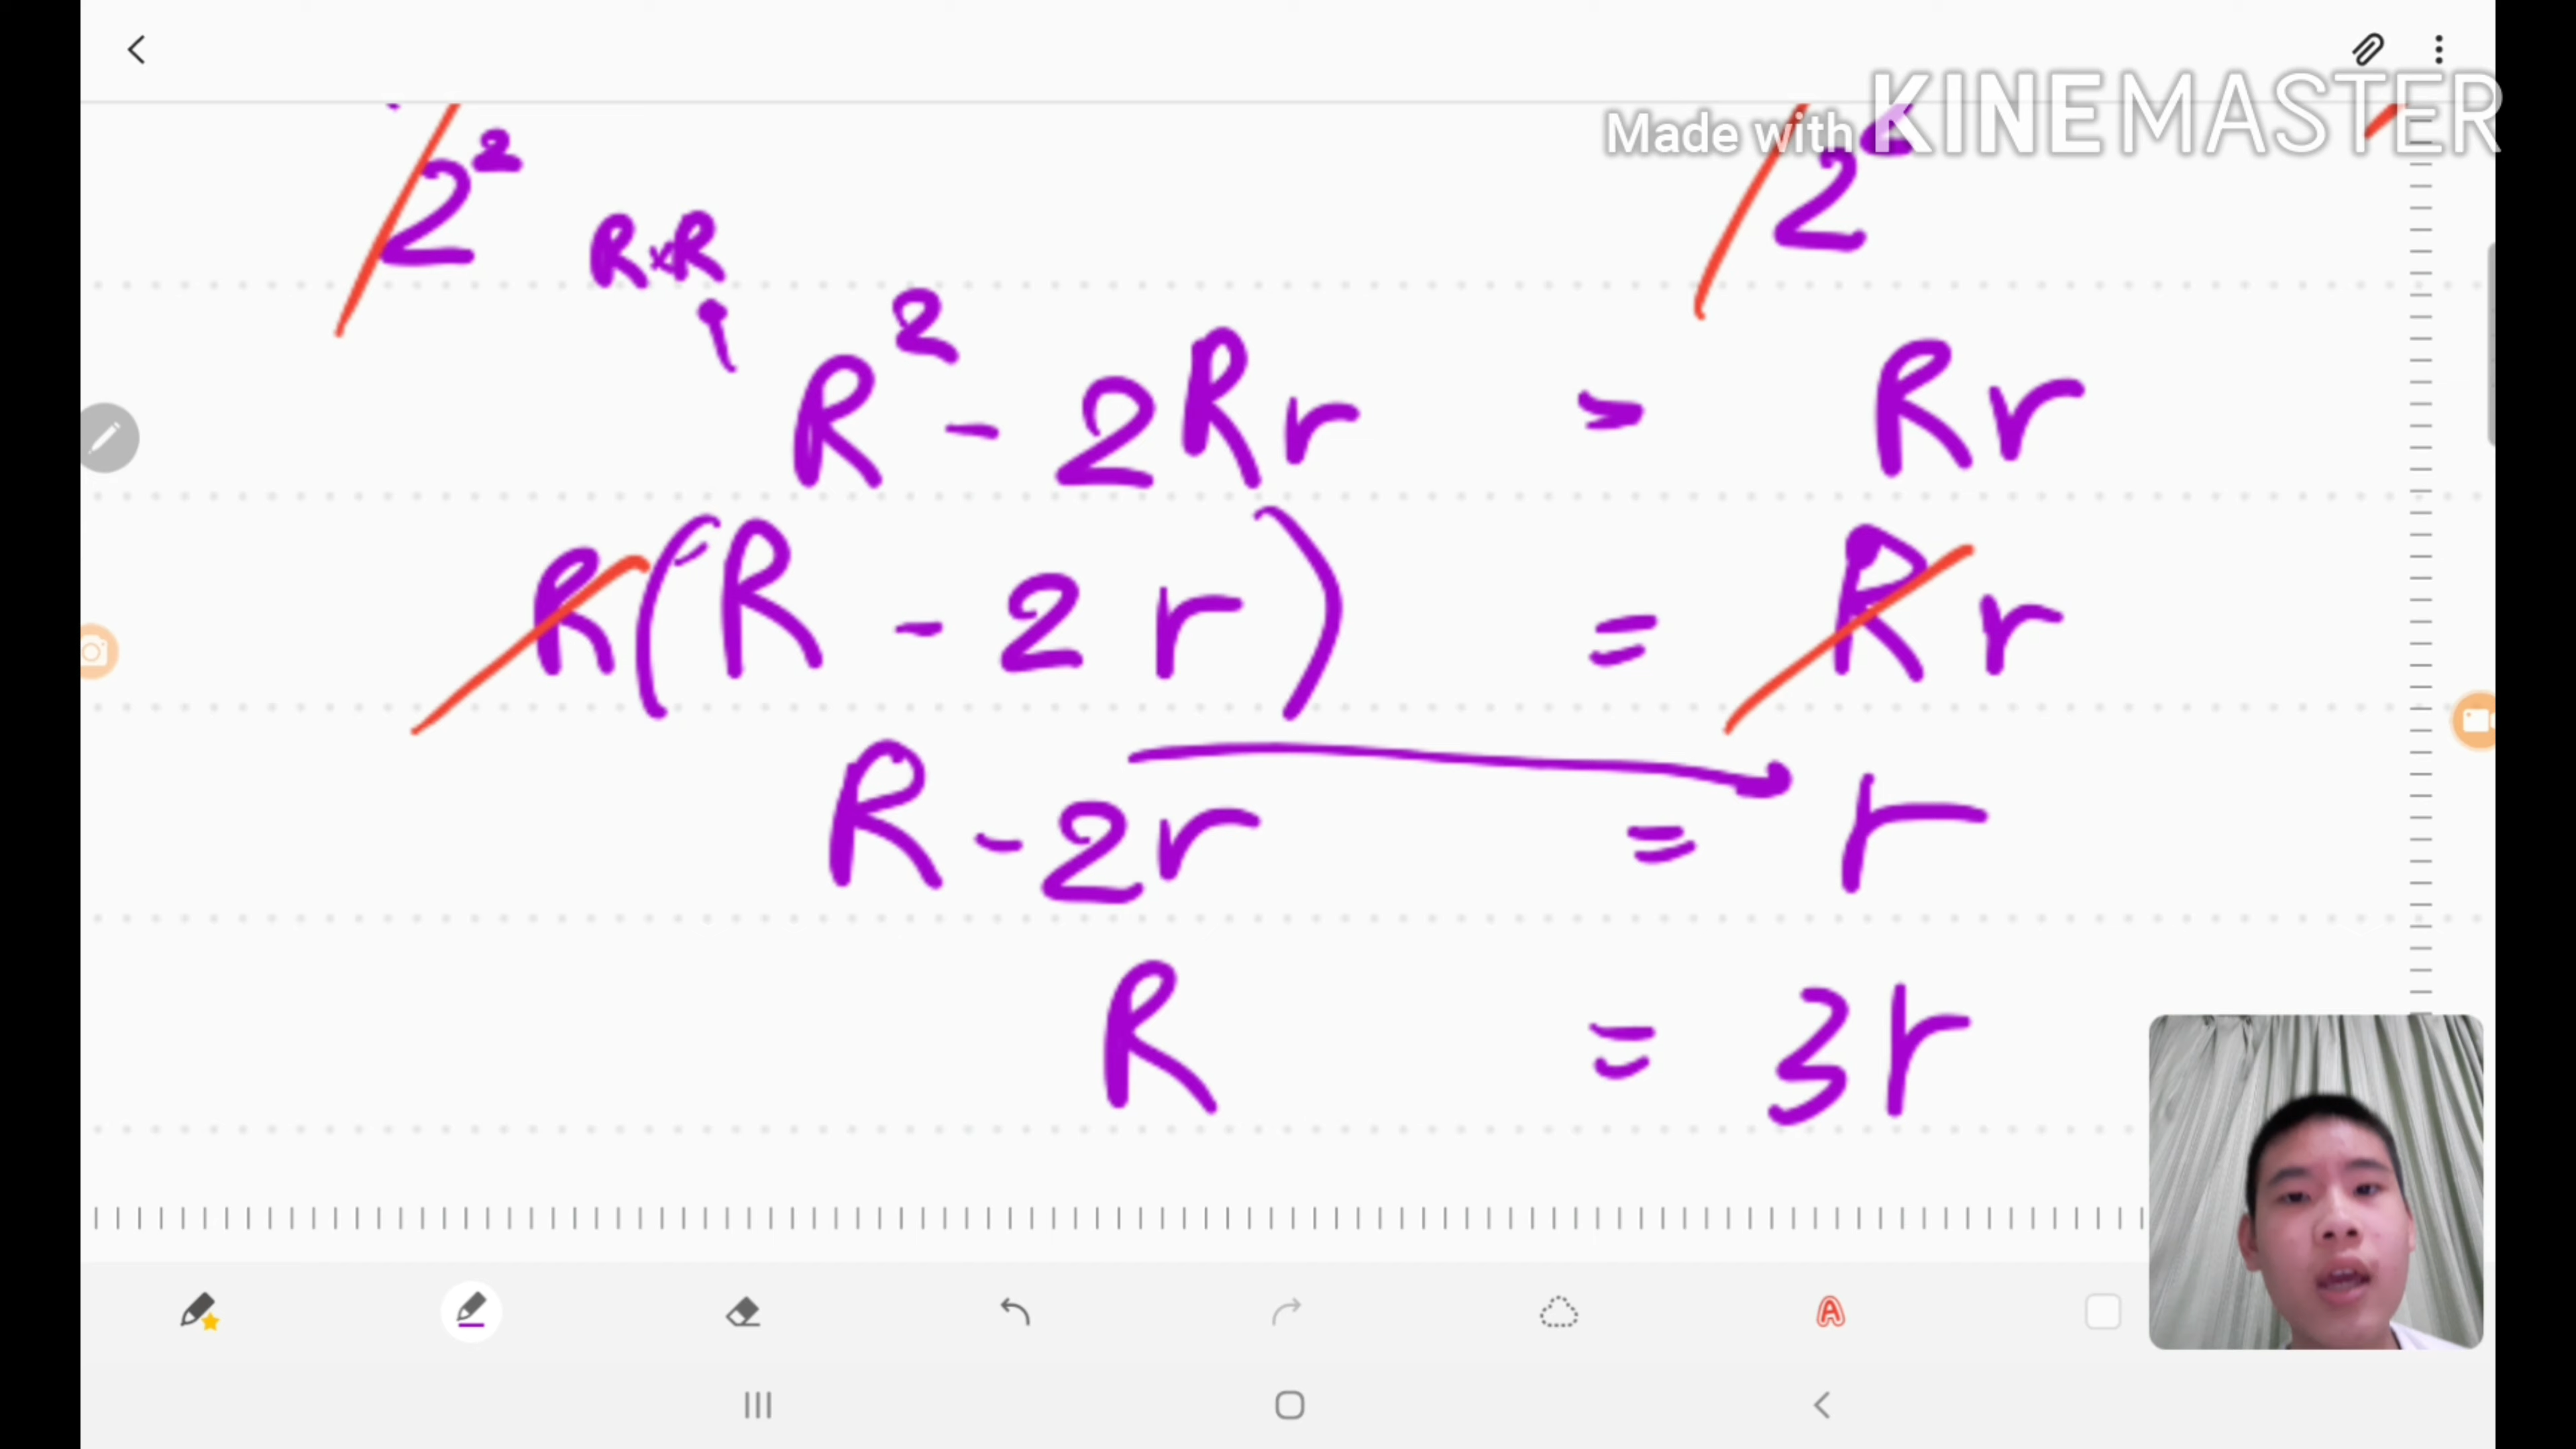 Made with KINEMASTER
2² 2
R×R
R² - 2Rr = Rr
R(R - 2r) = Rr
R - 2r = r
R = 3r
A